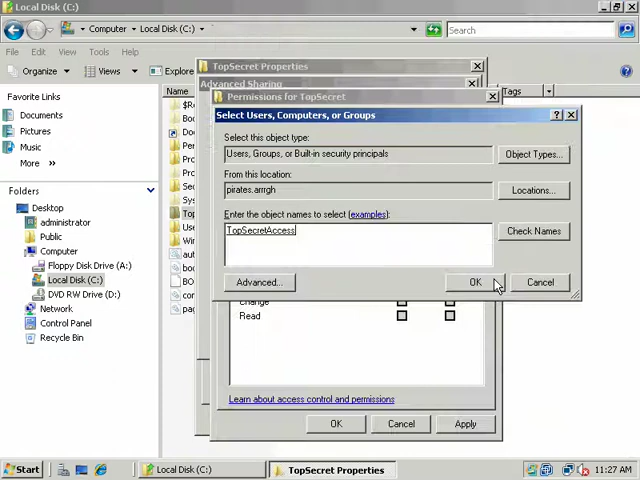 Local Disk (C:)
Computer
Local Disk (C:)
Search
File
Edit
View
Tools
Help
Organize
Views
Explore
TopSecret Properties
Advanced Sharing
Permissions for TopSecret
Select Users, Computers, or Groups
Select this object type:
Users, Groups, or Built-in security principals
Object Types...
From this location:
pirates.arrrgh
Locations...
Enter the object names to select (examples):
TopSecretAccess
Check Names
Advanced...
OK
Cancel
Change
Read
Learn about access control and permissions
OK
Cancel
Apply
Tags
Name
Favorite Links
Documents
Pictures
Music
More »
Folders
Desktop
administrator
Public
Computer
Floppy Disk Drive (A:)
Local Disk (C:)
DVD RW Drive (D:)
Network
Control Panel
Recycle Bin
Start
Local Disk (C:)
TopSecret Properties
11:27 AM